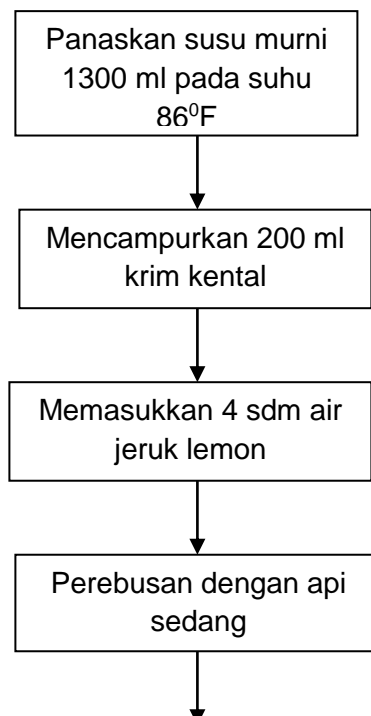 Panaskan susu murni
1300 ml pada suhu
86⁰F
Mencampurkan 200 ml
krim kental
Memasukkan 4 sdm air
jeruk lemon
Perebusan dengan api
sedang